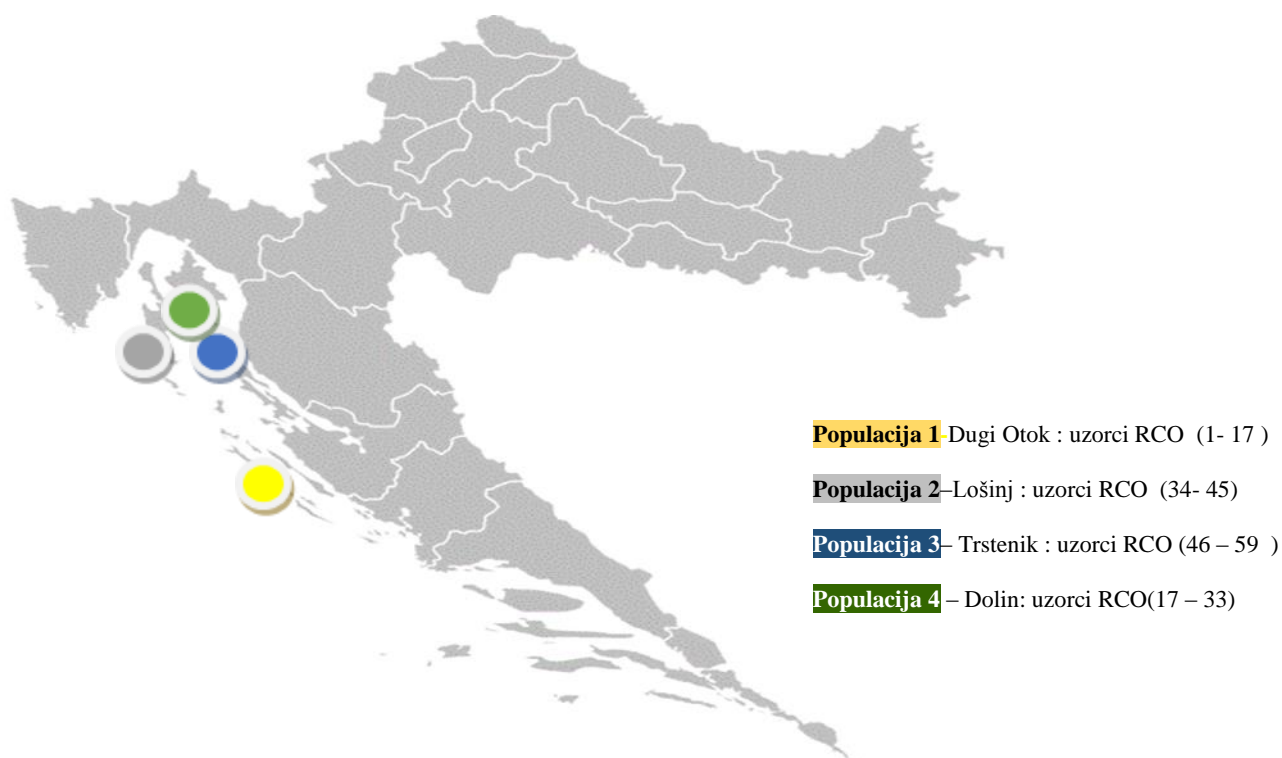 Populacija 1-Dugi Otok : uzorci RCO (1- 17 )
Populacija 2–Lošinj : uzorci RCO (34- 45)
Populacija 3– Trstenik : uzorci RCO (46 – 59 )
Populacija 4 – Dolin: uzorci RCO(17 – 33)